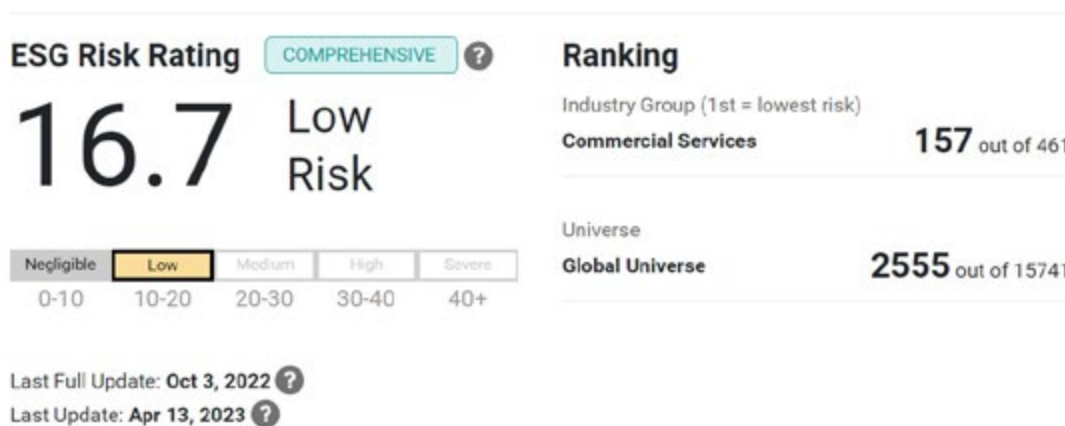 ESG Risk Rating COMPREHENSIVE ?
16.7 Low Risk
Negligible Low Medium High Severe
0-10 10-20 20-30 30-40 40+
Last Full Update: Oct 3, 2022 ?
Last Update: Apr 13, 2023 ?
Ranking
Industry Group (1st = lowest risk)
Commercial Services 157 out of 461
Universe
Global Universe 2555 out of 15741